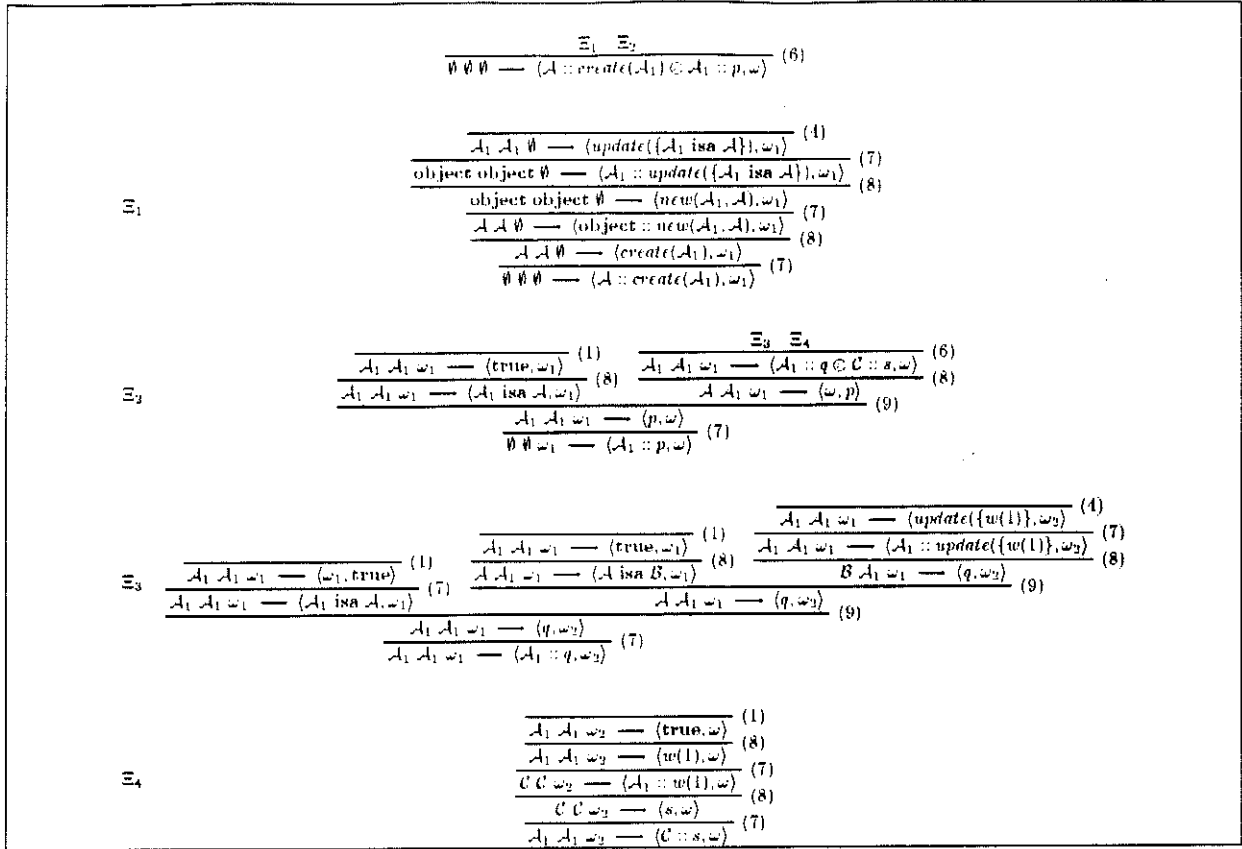 Ξ₁ Ξ₂
∅ ∅ ∅ ⟶ ⟨𝒜 :: create(𝒜₁) ⊙ 𝒜₁ :: p, ω⟩ (6)
(4)
𝒜₁ 𝒜₁ ∅ ⟶ ⟨update({𝒜₁ isa 𝒜}), ω₁⟩
(7)
object object ∅ ⟶ ⟨𝒜₁ :: update({𝒜₁ isa 𝒜}), ω₁⟩
(8)
Ξ₁ object object ∅ ⟶ ⟨new(𝒜₁, 𝒜), ω₁⟩
(7)
𝒜 𝒜 ∅ ⟶ ⟨object :: new(𝒜₁, 𝒜), ω₁⟩
(8)
𝒜 𝒜 ∅ ⟶ ⟨create(𝒜₁), ω₁⟩
(7)
∅ ∅ ∅ ⟶ ⟨𝒜 :: create(𝒜₁), ω₁⟩
Ξ₃ Ξ₄
(1) (6)
𝒜₁ 𝒜₁ ω₁ ⟶ ⟨true, ω₁⟩ 𝒜₁ 𝒜₁ ω₁ ⟶ ⟨𝒜₁ :: q ⊙ 𝒞 :: s, ω⟩
(8) (8)
Ξ₃ 𝒜₁ 𝒜₁ ω₁ ⟶ ⟨𝒜₁ isa 𝒜, ω₁⟩ 𝒜 𝒜₁ ω₁ ⟶ ⟨ω, p⟩
(9)
𝒜₁ 𝒜₁ ω₁ ⟶ ⟨p, ω⟩
(7)
∅ ∅ ω₁ ⟶ ⟨𝒜₁ :: p, ω⟩
(4)
𝒜₁ 𝒜₁ ω₁ ⟶ ⟨update({w(1)}, ω₂⟩
(1) (7)
𝒜₁ 𝒜₁ ω₁ ⟶ ⟨true, ω₁⟩ 𝒜₁ 𝒜₁ ω₁ ⟶ ⟨𝒜₁ :: update({w(1)}, ω₂⟩
(1) (8) (8)
Ξ₃ 𝒜₁ 𝒜₁ ω₁ ⟶ ⟨ω₁, true⟩ 𝒜 𝒜₁ ω₁ ⟶ ⟨𝒜 isa ℬ, ω₁⟩ ℬ 𝒜₁ ω₁ ⟶ ⟨q, ω₂⟩
(7) (9)
𝒜₁ 𝒜₁ ω₁ ⟶ ⟨𝒜₁ isa 𝒜, ω₁⟩ 𝒜 𝒜₁ ω₁ ⟶ ⟨q, ω₂⟩
(9)
𝒜₁ 𝒜₁ ω₁ ⟶ ⟨q, ω₂⟩
(7)
𝒜₁ 𝒜₁ ω₁ ⟶ ⟨𝒜₁ :: q, ω₂⟩
(1)
𝒜₁ 𝒜₁ ω₂ ⟶ ⟨true, ω⟩
(8)
𝒜₁ 𝒜₁ ω₂ ⟶ ⟨w(1), ω⟩
(7)
Ξ₄ 𝒞 𝒞 ω₂ ⟶ ⟨𝒜₁ :: w(1), ω⟩
(8)
𝒞 𝒞 ω₂ ⟶ ⟨s, ω⟩
(7)
𝒜₁ 𝒜₁ ω₂ ⟶ ⟨𝒞 :: s, ω⟩